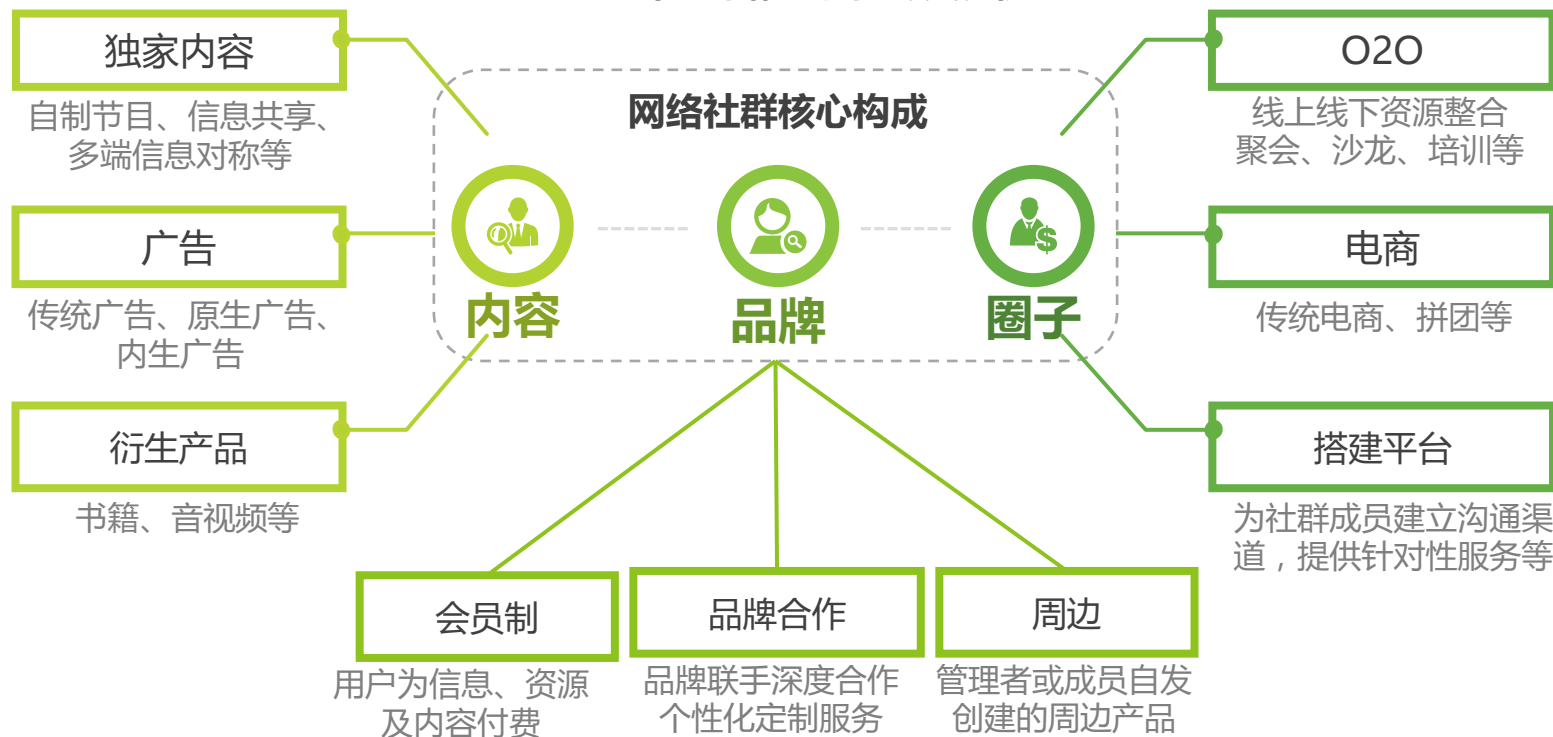 独家内容
自制节目、信息共享、
多端信息对称等
广告
传统广告、原生广告、
内生广告
衍生产品
书籍、音视频等
网络社群核心构成
内容
品牌
圈子
O2O
线上线下资源整合
聚会、沙龙、培训等
电商
传统电商、拼团等
搭建平台
为社群成员建立沟通渠
道，提供针对性服务等
会员制
用户为信息、资源
及内容付费
品牌合作
品牌联手深度合作
个性化定制服务
周边
管理者或成员自发
创建的周边产品